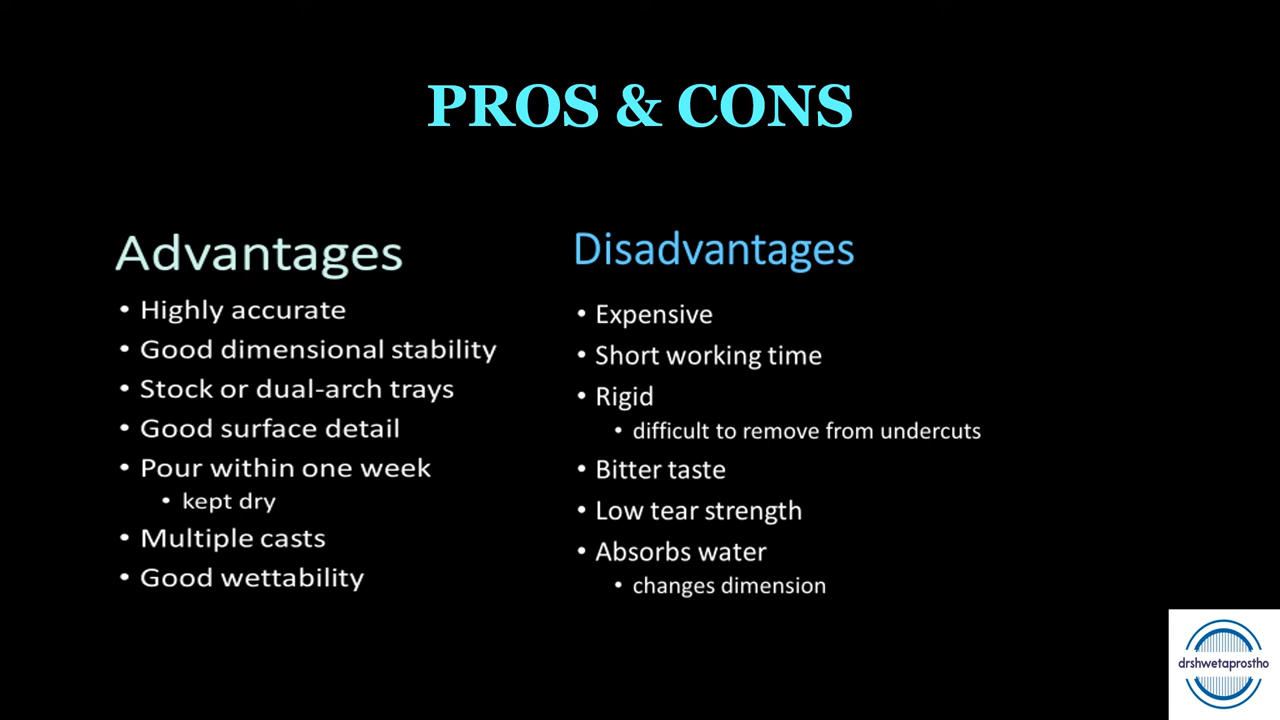 PROS & CONS
Advantages
• Highly accurate
• Good dimensional stability
• Stock or dual-arch trays
• Good surface detail
• Pour within one week
• kept dry
• Multiple casts
• Good wettability
Disadvantages
• Expensive
• Short working time
• Rigid
• difficult to remove from undercuts
• Bitter taste
• Low tear strength
• Absorbs water
• changes dimension
drshwetaprostho